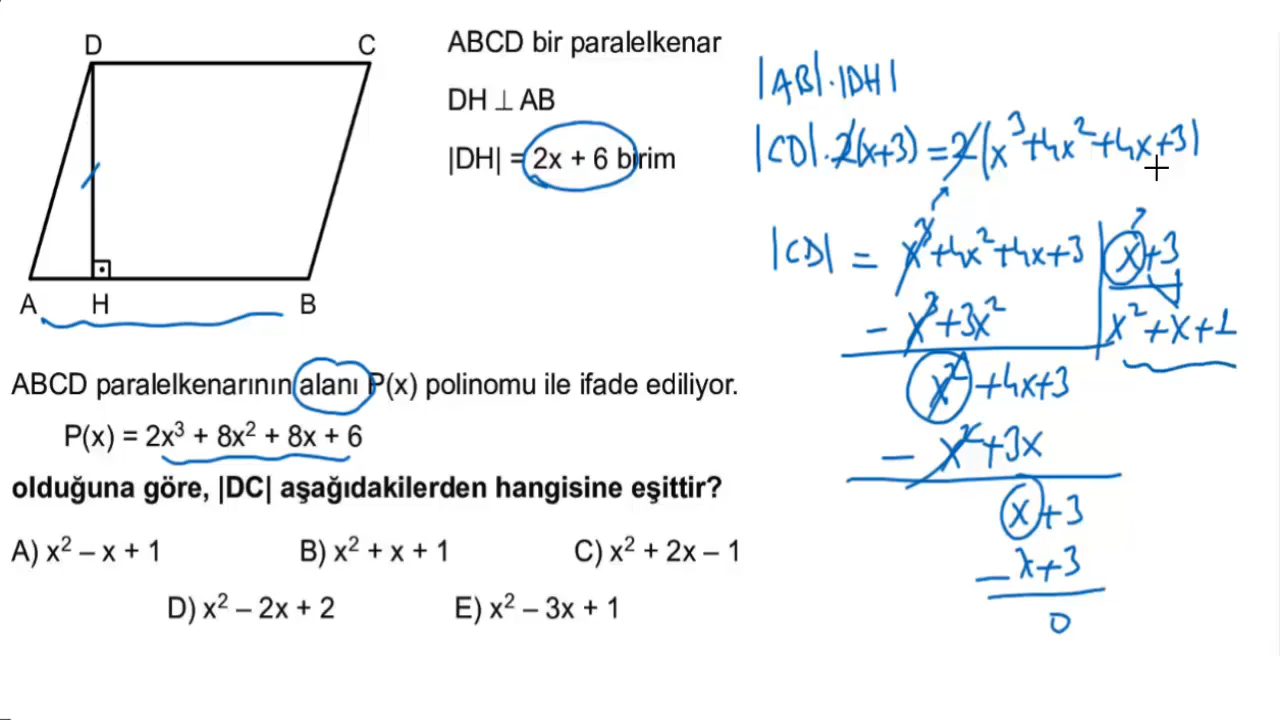 D C
A H B
ABCD bir paralelkenar
DH ⊥ AB
|DH| = 2x + 6 birim
ABCD paralelkenarının alanı P(x) polinomu ile ifade ediliyor.
P(x) = 2x³ + 8x² + 8x + 6
olduğuna göre, |DC| aşağıdakilerden hangisine eşittir?
A) x² – x + 1 B) x² + x + 1 C) x² + 2x – 1
D) x² – 2x + 2 E) x² – 3x + 1
|AB|.|DH|
|CD|.2(x+3) = 2(x³+4x²+4x+3)
|CD| = x³+4x²+4x+3 x+3
– x³+3x² x²+x+1
x²+4x+3
– x²+3x
x+3
– x+3
0